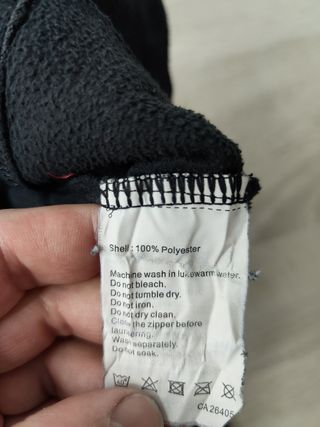 Shell: 100% Polyester
Machine wash in lukewarm water.
Do not bleach.
Do not tumble dry.
Do not iron.
Do not dry clean.
Close the zipper before
laundering.
Wash separately.
Do not soak.
CA26405